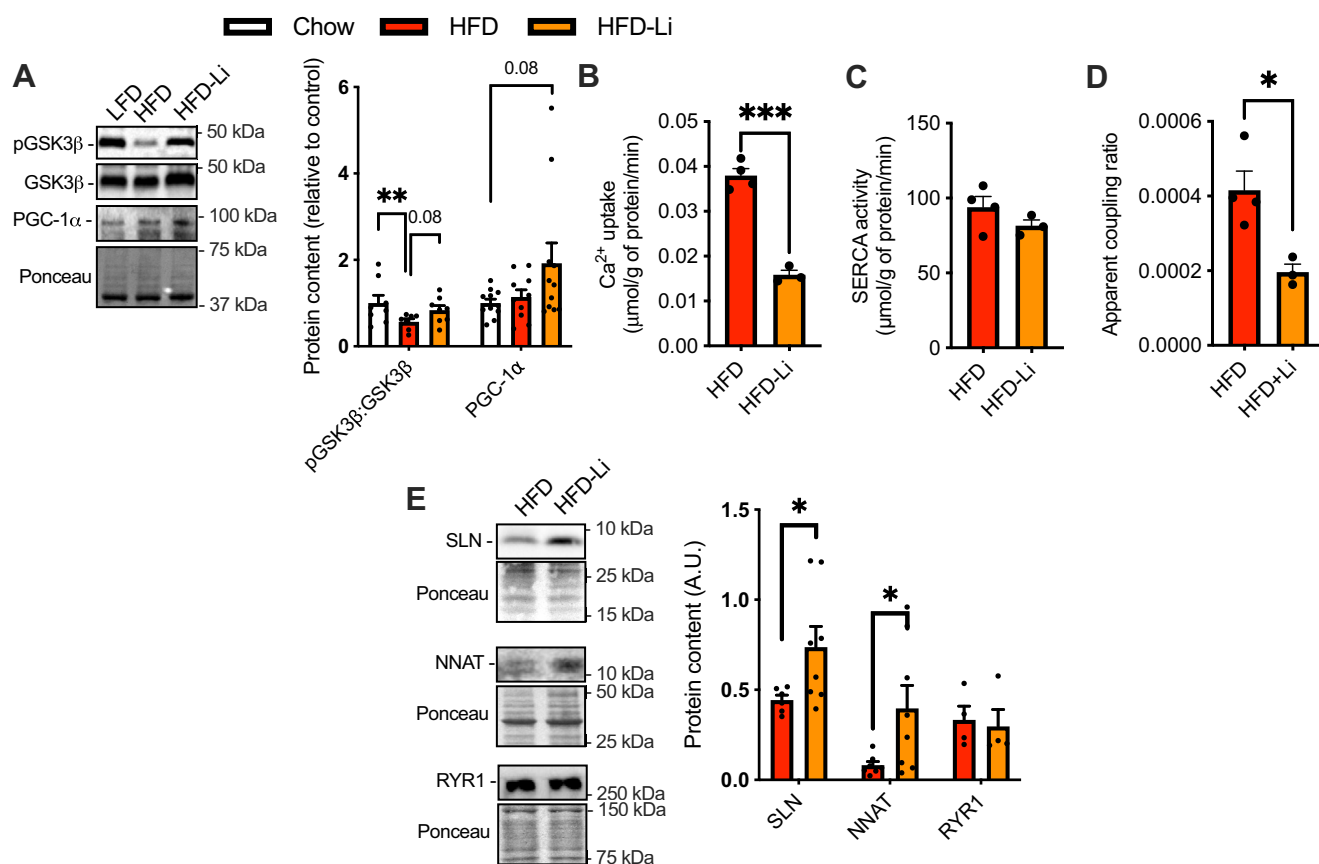 Chow HFD HFD-Li
A
LFD HFD HFD-Li
pGSK3β - - 50 kDa
GSK3β - 50 kDa
PGC-1α - - 100 kDa
- 75 kDa
Ponceau
- 37 kDa
Protein content (relative to control)
6
4
2
0
**
0.08
0.08
pGSK3β:GSK3β PGC-1α
B
Ca²⁺ uptake
(µmol/g of protein/min)
0.05
0.04
0.03
0.02
0.01
0.00
***
HFD HFD-Li
C
SERCA activity
(µmol/g of protein/min)
150
100
50
0
HFD HFD-Li
D
Apparent coupling ratio
0.0006
0.0004
0.0002
0.0000
*
HFD HFD+Li
E
HFD HFD-Li
SLN - - 10 kDa
Ponceau - 25 kDa
- 15 kDa
NNAT - - 10 kDa
- 50 kDa
Ponceau
- 25 kDa
RYR1 - - 250 kDa
- 150 kDa
Ponceau
- 75 kDa
Protein content (A.U.)
1.5
1.0
0.5
0.0
*
*
SLN NNAT RYR1